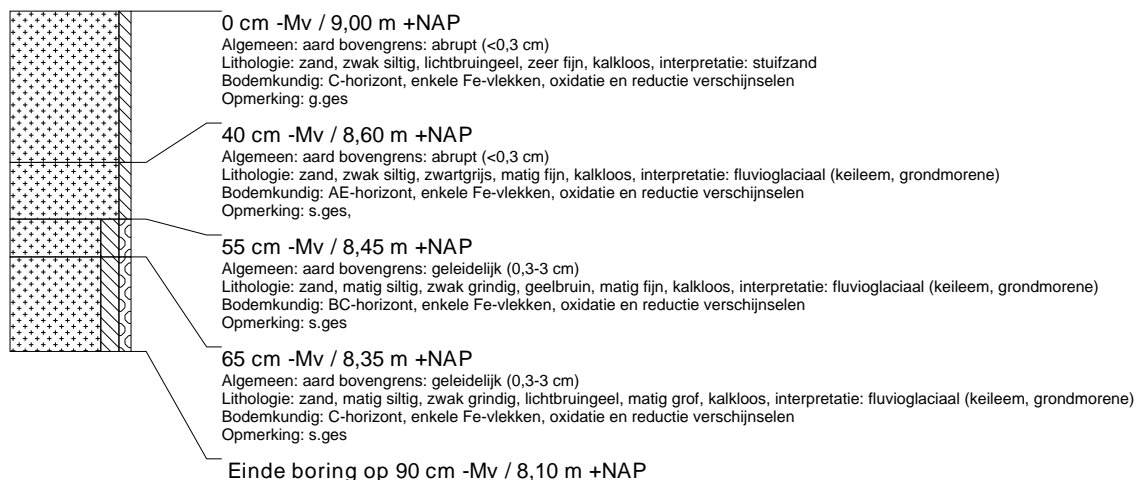 0 cm -Mv / 9,00 m +NAP
Algemeen: aard bovengrens: abrupt (<0,3 cm)
Lithologie: zand, zwak siltig, lichtbruingeel, zeer fijn, kalkloos, interpretatie: stuifzand
Bodemkundig: C-horizont, enkele Fe-vlekken, oxidatie en reductie verschijnselen
Opmerking: g.ges
40 cm -Mv / 8,60 m +NAP
Algemeen: aard bovengrens: abrupt (<0,3 cm)
Lithologie: zand, zwak siltig, zwartgrijs, matig fijn, kalkloos, interpretatie: fluvioglaciaal (keileem, grondmorene)
Bodemkundig: AE-horizont, enkele Fe-vlekken, oxidatie en reductie verschijnselen
Opmerking: s.ges,
55 cm -Mv / 8,45 m +NAP
Algemeen: aard bovengrens: geleidelijk (0,3-3 cm)
Lithologie: zand, matig siltig, zwak grindig, geelbruin, matig fijn, kalkloos, interpretatie: fluvioglaciaal (keileem, grondmorene)
Bodemkundig: BC-horizont, enkele Fe-vlekken, oxidatie en reductie verschijnselen
Opmerking: s.ges
65 cm -Mv / 8,35 m +NAP
Algemeen: aard bovengrens: geleidelijk (0,3-3 cm)
Lithologie: zand, matig siltig, zwak grindig, lichtbruingeel, matig grof, kalkloos, interpretatie: fluvioglaciaal (keileem, grondmorene)
Bodemkundig: C-horizont, enkele Fe-vlekken, oxidatie en reductie verschijnselen
Opmerking: s.ges
Einde boring op 90 cm -Mv / 8,10 m +NAP